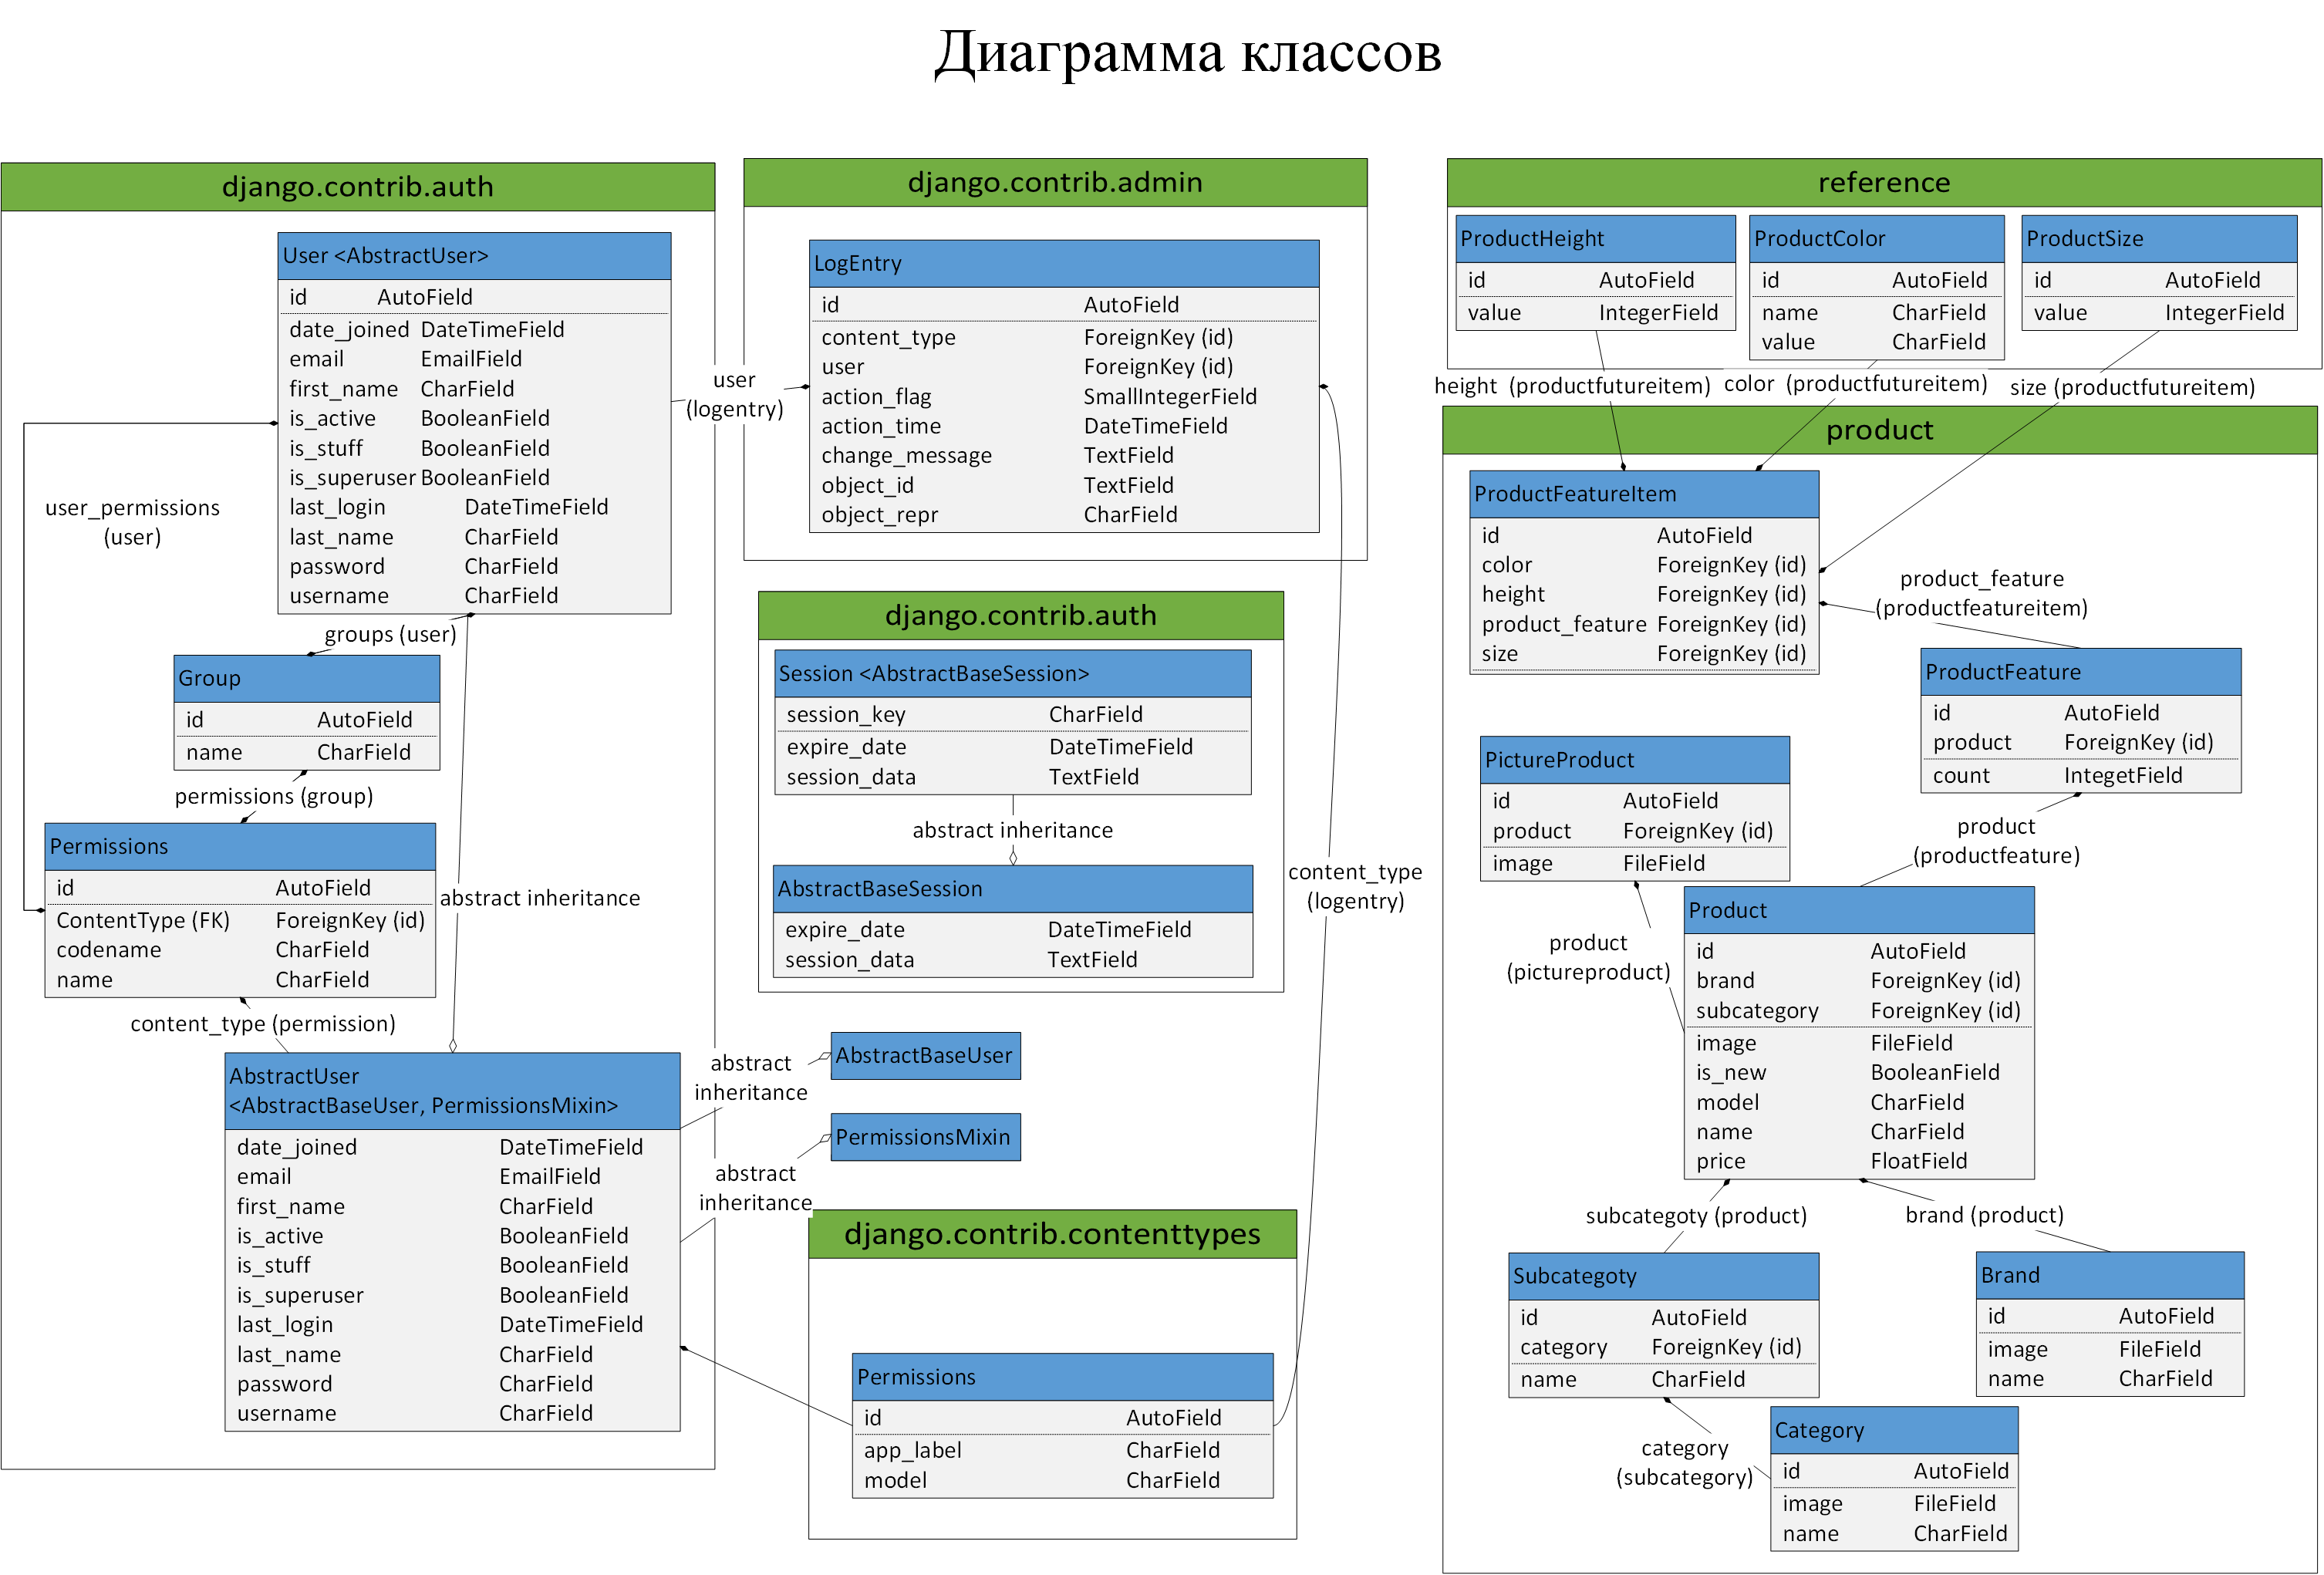 Диаграмма классов
django.contrib.auth
User <AbstractUser>
id AutoField
date_joined DateTimeField
email EmailField
first_name CharField
is_active BooleanField
is_stuff BooleanField
is_superuser BooleanField
last_login DateTimeField
last_name CharField
password CharField
username CharField
user_permissions
(user)
groups (user)
Group
id AutoField
name CharField
permissions (group)
Permissions
id AutoField
ContentType (FK) ForeignKey (id)
codename CharField
name CharField
abstract inheritance
content_type (permission)
AbstractUser
<AbstractBaseUser, PermissionsMixin>
date_joined DateTimeField
email EmailField
first_name CharField
is_active BooleanField
is_stuff BooleanField
is_superuser BooleanField
last_login DateTimeField
last_name CharField
password CharField
username CharField
user
(logentry)
django.contrib.admin
LogEntry
id AutoField
content_type ForeignKey (id)
user ForeignKey (id)
action_flag SmallIntegerField
action_time DateTimeField
change_message TextField
object_id TextField
object_repr CharField
django.contrib.auth
Session <AbstractBaseSession>
session_key CharField
expire_date DateTimeField
session_data TextField
abstract inheritance
AbstractBaseSession
expire_date DateTimeField
session_data TextField
content_type
(logentry)
abstract
inheritance
AbstractBaseUser
abstract
inheritance
PermissionsMixin
django.contrib.contenttypes
Permissions
id AutoField
app_label CharField
model CharField
reference
ProductHeight
id AutoField
value IntegerField
ProductColor
id AutoField
name CharField
value CharField
ProductSize
id AutoField
value IntegerField
height (productfutureitem)
color (productfutureitem)
size (productfutureitem)
product
ProductFeatureItem
id AutoField
color ForeignKey (id)
height ForeignKey (id)
product_feature ForeignKey (id)
size ForeignKey (id)
product_feature
(productfeatureitem)
ProductFeature
id AutoField
product ForeignKey (id)
count IntegetField
PictureProduct
id AutoField
product ForeignKey (id)
image FileField
product
(productfeature)
product
(pictureproduct)
Product
id AutoField
brand ForeignKey (id)
subcategory ForeignKey (id)
image FileField
is_new BooleanField
model CharField
name CharField
price FloatField
subcategoty (product)
brand (product)
Subcategoty
id AutoField
category ForeignKey (id)
name CharField
Brand
id AutoField
image FileField
name CharField
category
(subcategory)
Category
id AutoField
image FileField
name CharField